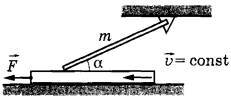 m
F⃗
α
v⃗ = const